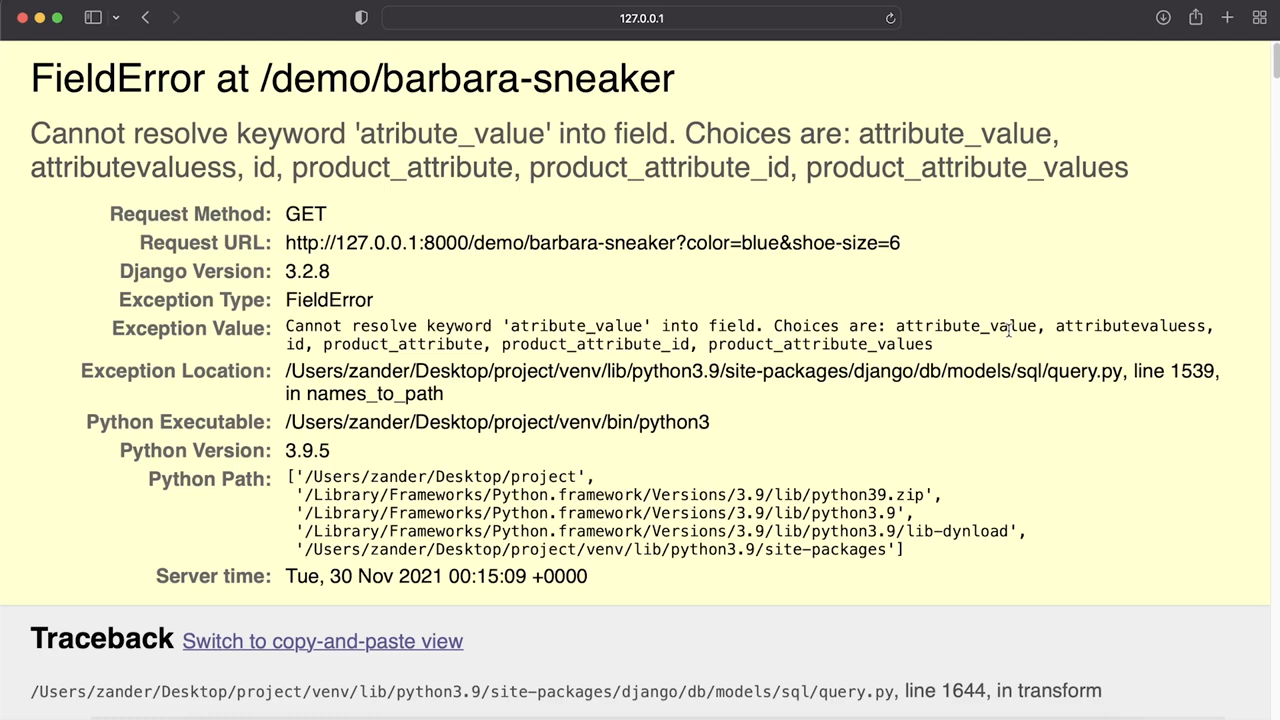 127.0.0.1
FieldError at /demo/barbara-sneaker
Cannot resolve keyword 'atribute_value' into field. Choices are: attribute_value,
attributevaluess, id, product_attribute, product_attribute_id, product_attribute_values
Request Method: GET
Request URL: http://127.0.0.1:8000/demo/barbara-sneaker?color=blue&shoe-size=6
Django Version: 3.2.8
Exception Type: FieldError
Exception Value: Cannot resolve keyword 'atribute_value' into field. Choices are: attribute_value, attributevaluess,
id, product_attribute, product_attribute_id, product_attribute_values
Exception Location: /Users/zander/Desktop/project/venv/lib/python3.9/site-packages/django/db/models/sql/query.py, line 1539,
in names_to_path
Python Executable: /Users/zander/Desktop/project/venv/bin/python3
Python Version: 3.9.5
Python Path: ['/Users/zander/Desktop/project',
'/Library/Frameworks/Python.framework/Versions/3.9/lib/python39.zip',
'/Library/Frameworks/Python.framework/Versions/3.9/lib/python3.9',
'/Library/Frameworks/Python.framework/Versions/3.9/lib/python3.9/lib-dynload',
'/Users/zander/Desktop/project/venv/lib/python3.9/site-packages']
Server time: Tue, 30 Nov 2021 00:15:09 +0000
Traceback Switch to copy-and-paste view
/Users/zander/Desktop/project/venv/lib/python3.9/site-packages/django/db/models/sql/query.py, line 1644, in transform